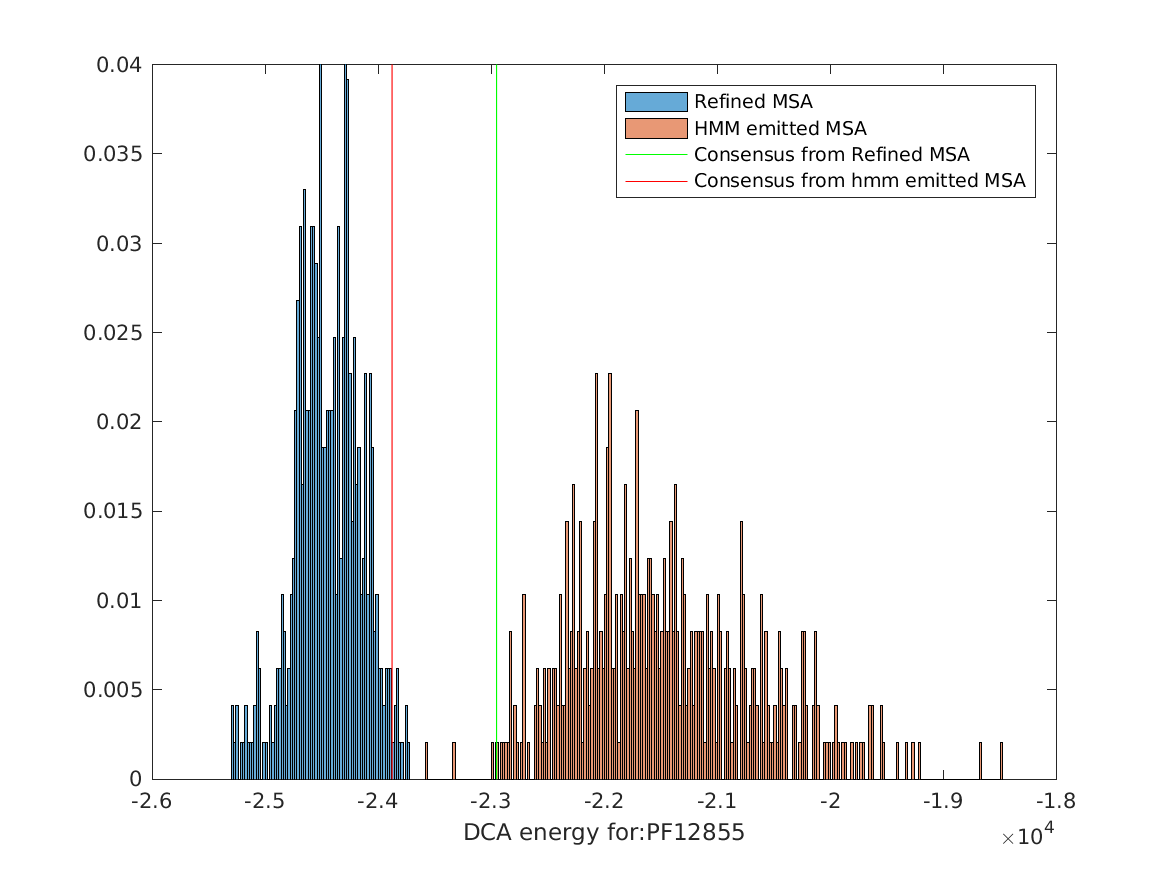 0.04
0.035
0.03
0.025
0.02
0.015
0.01
0.005
0
Refined MSA
HMM emitted MSA
Consensus from Refined MSA
Consensus from hmm emitted MSA
-2.6 -2.5 -2.4 -2.3 -2.2 -2.1 -2 -1.9 -1.8
DCA energy for:PF12855
×10⁴